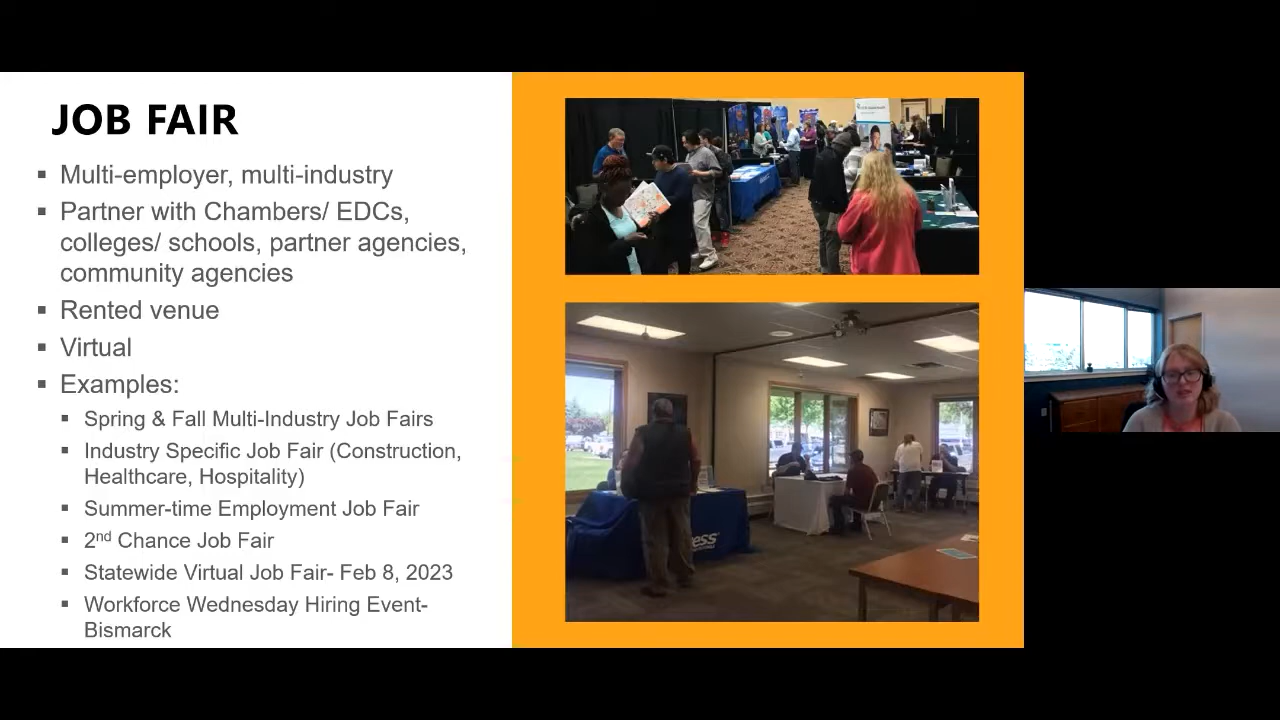 JOB FAIR
▪ Multi-employer, multi-industry
▪ Partner with Chambers/ EDCs,
colleges/ schools, partner agencies,
community agencies
▪ Rented venue
▪ Virtual
▪ Examples:
▪ Spring & Fall Multi-Industry Job Fairs
▪ Industry Specific Job Fair (Construction,
Healthcare, Hospitality)
▪ Summer-time Employment Job Fair
▪ 2nd Chance Job Fair
▪ Statewide Virtual Job Fair- Feb 8, 2023
▪ Workforce Wednesday Hiring Event-
Bismarck
ess